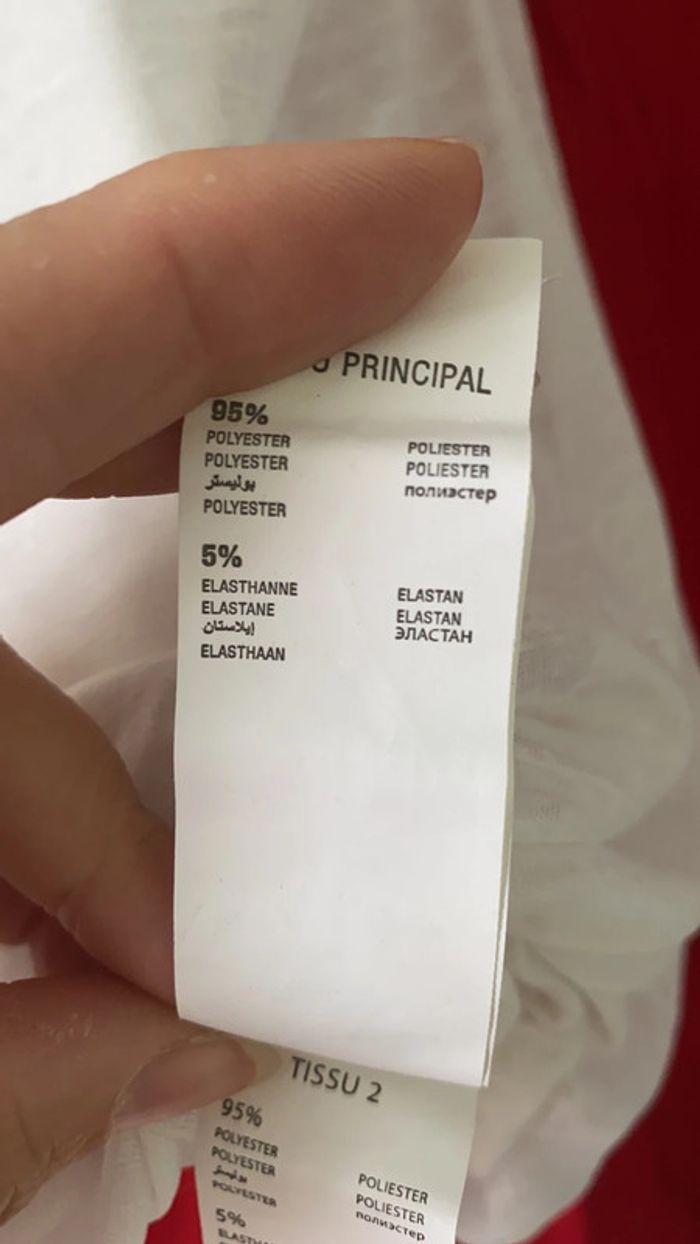 PRINCIPAL
95%
POLYESTER POLIESTER
POLYESTER POLIESTER
بوليستر полиэстер
POLYESTER
5%
ELASTHANNE ELASTAN
ELASTANE ELASTAN
إيلاستان ЭЛАСТАН
ELASTHAAN
TISSU 2
95%
POLYESTER POLIESTER
POLYESTER POLIESTER
بوليستر полиэстер
POLYESTER
5%